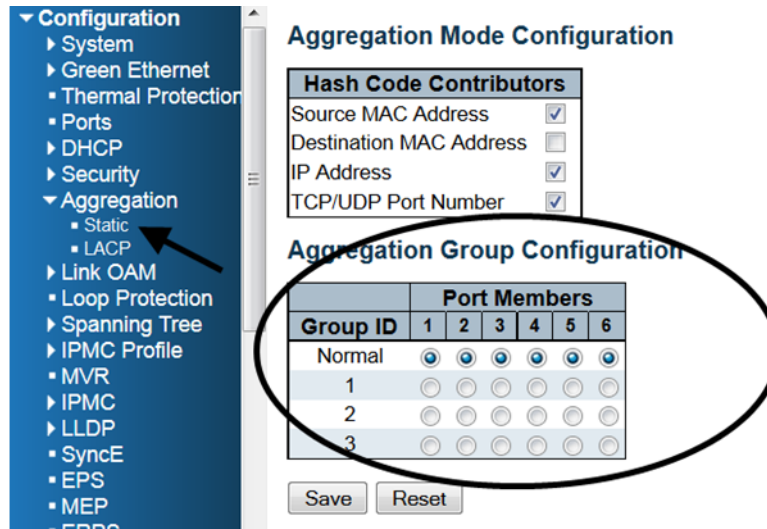 Configuration
System
Green Ethernet
Thermal Protection
Ports
DHCP
Security
Aggregation
Static
LACP
Link OAM
Loop Protection
Spanning Tree
IPMC Profile
MVR
IPMC
LLDP
SyncE
EPS
MEP
Aggregation Mode Configuration
Hash Code Contributors
Source MAC Address
Destination MAC Address
IP Address
TCP/UDP Port Number
Aggregation Group Configuration
Port Members
Group ID 1 2 3 4 5 6
Normal
1
2
3
Save Reset